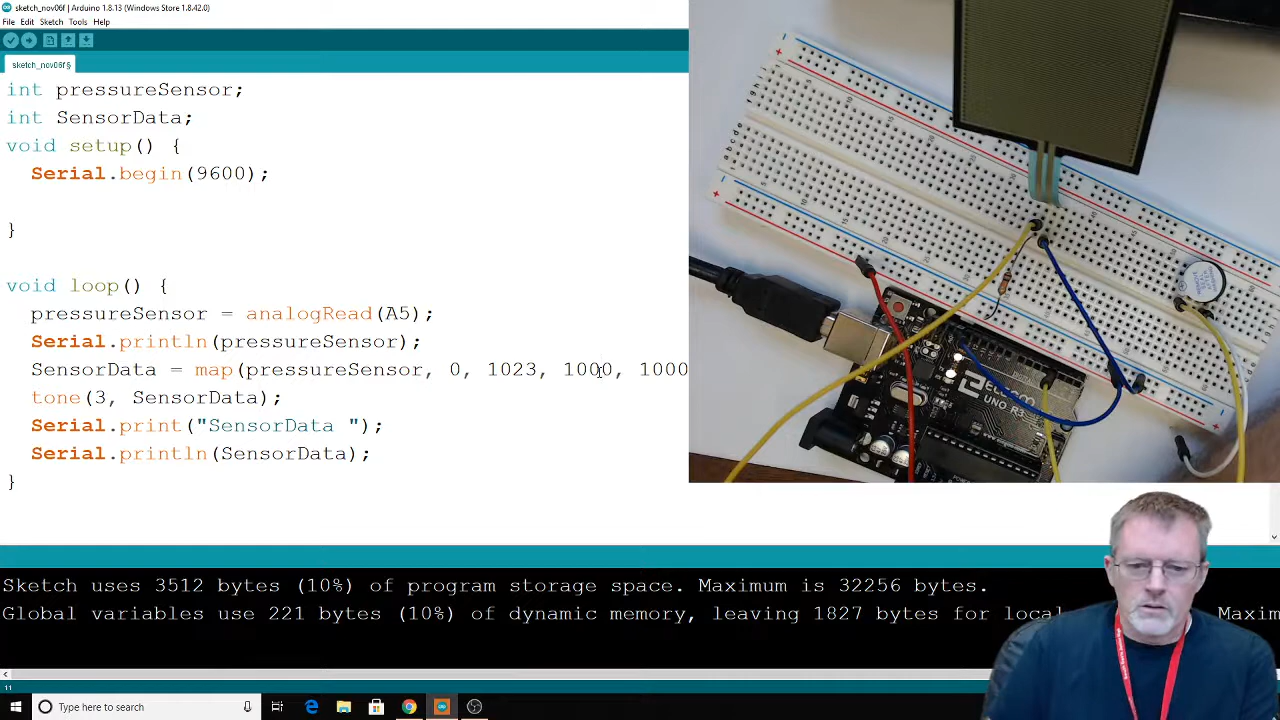 sketch_nov06f | Arduino 1.8.13 (Windows Store 1.8.42.0)
File Edit Sketch Tools Help
sketch_nov06f§
int pressureSensor;
int SensorData;
void setup() {
Serial.begin(9600);
}
void loop() {
pressureSensor = analogRead(A5);
Serial.println(pressureSensor);
SensorData = map(pressureSensor, 0, 1023, 1000, 1000
tone(3, SensorData);
Serial.print("SensorData ");
Serial.println(SensorData);
}
UNO R3
Sketch uses 3512 bytes (10%) of program storage space. Maximum is 32256 bytes.
Global variables use 221 bytes (10%) of dynamic memory, leaving 1827 bytes for local Maxim
11
Type here to search